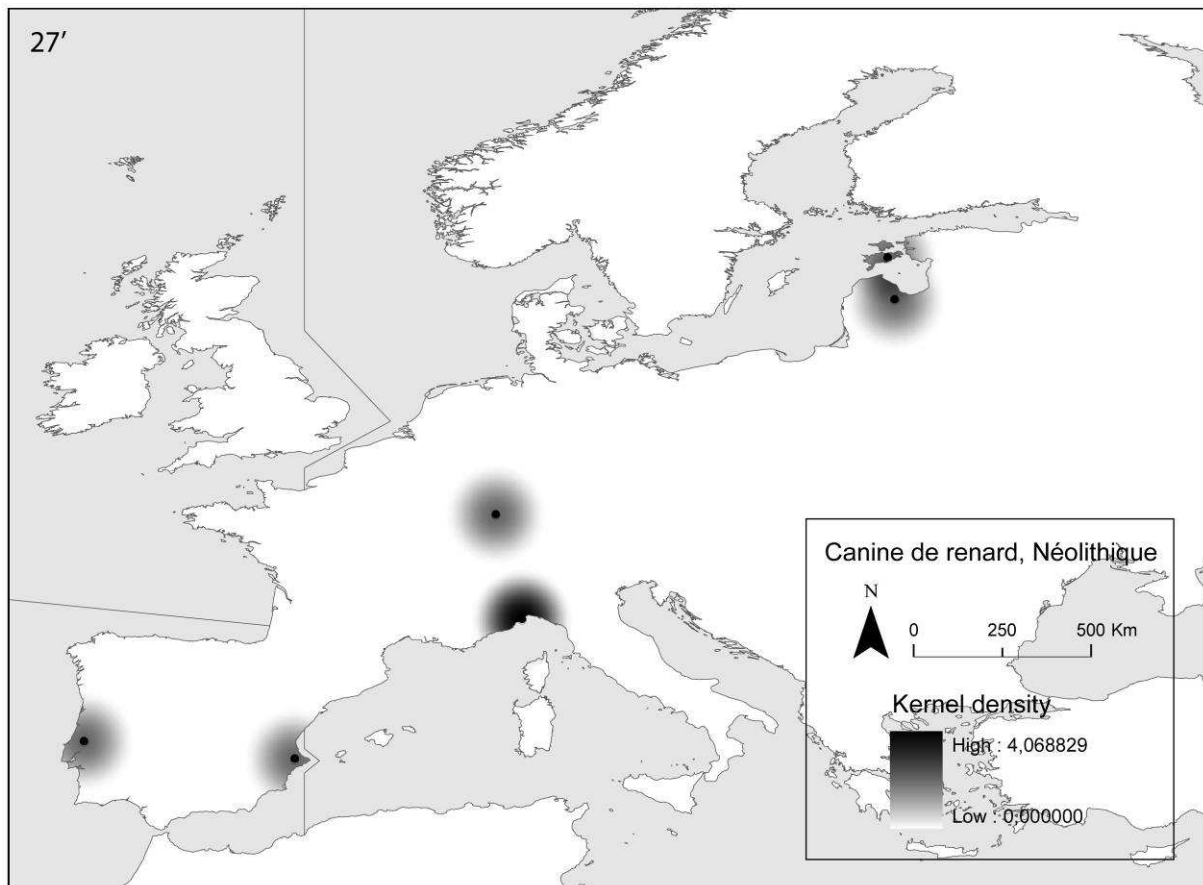 27’
Canine de renard, Néolithique
N
0 250 500 Km
Kernel density
High : 4,068829
Low : 0,000000